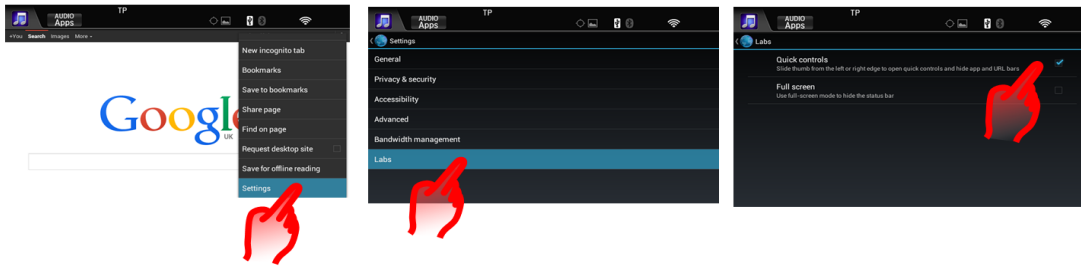 TP
AUDIO
Apps
+You Search Images More
New incognito tab
Bookmarks
Save to bookmarks
Share page
Find on page
Request desktop site
Save for offline reading
Settings
Google
UK
TP
AUDIO
Apps
Settings
General
Privacy & security
Accessibility
Advanced
Bandwidth management
Labs
TP
AUDIO
Apps
Labs
Quick controls
Slide thumb from the left or right edge to open quick controls and hide app and URL bars
Full screen
Use full-screen mode to hide the status bar